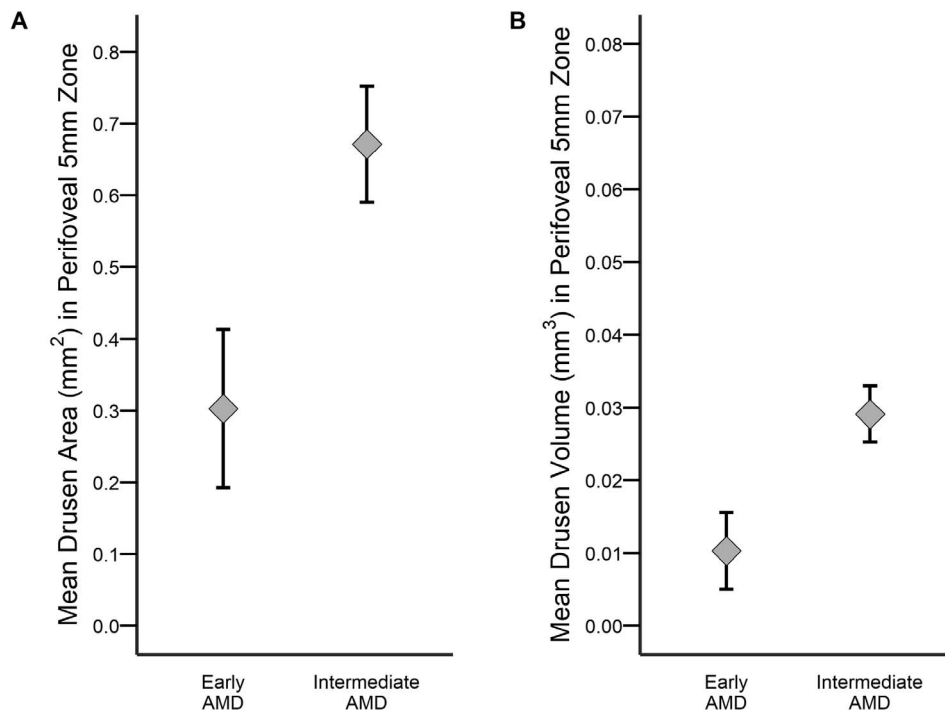 A
Mean Drusen Area (mm²) in Perifoveal 5mm Zone
0.8
0.7
0.6
0.5
0.4
0.3
0.2
0.1
0.0
Early
AMD
Intermediate
AMD
B
Mean Drusen Volume (mm³) in Perifoveal 5mm Zone
0.08
0.07
0.06
0.05
0.04
0.03
0.02
0.01
0.00
Early
AMD
Intermediate
AMD